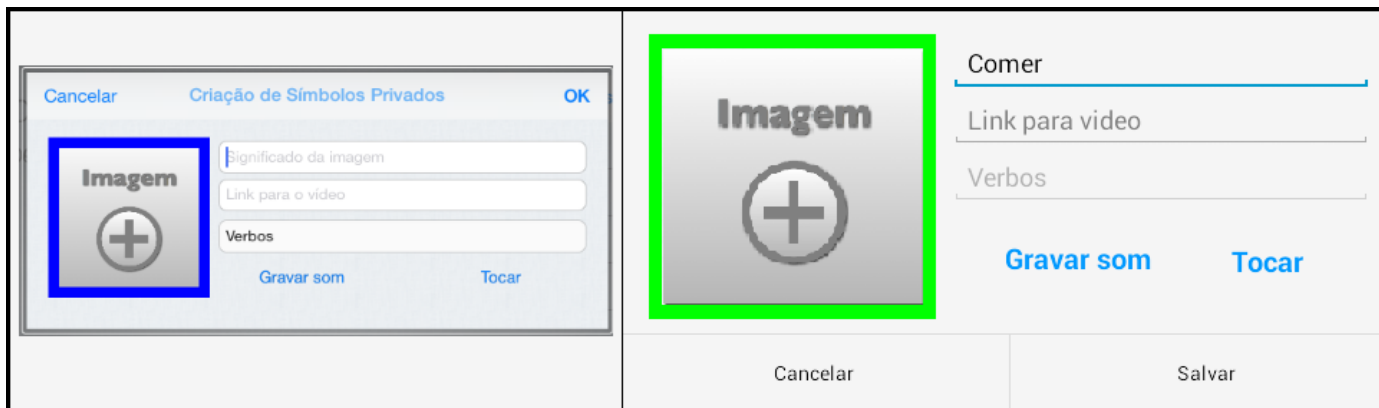 Cancelar Criação de Símbolos Privados OK
Imagem
Significado da imagem
Link para o vídeo
Verbos
Gravar som Tocar
Imagem
Comer
Link para video
Verbos
Gravar som Tocar
Cancelar Salvar